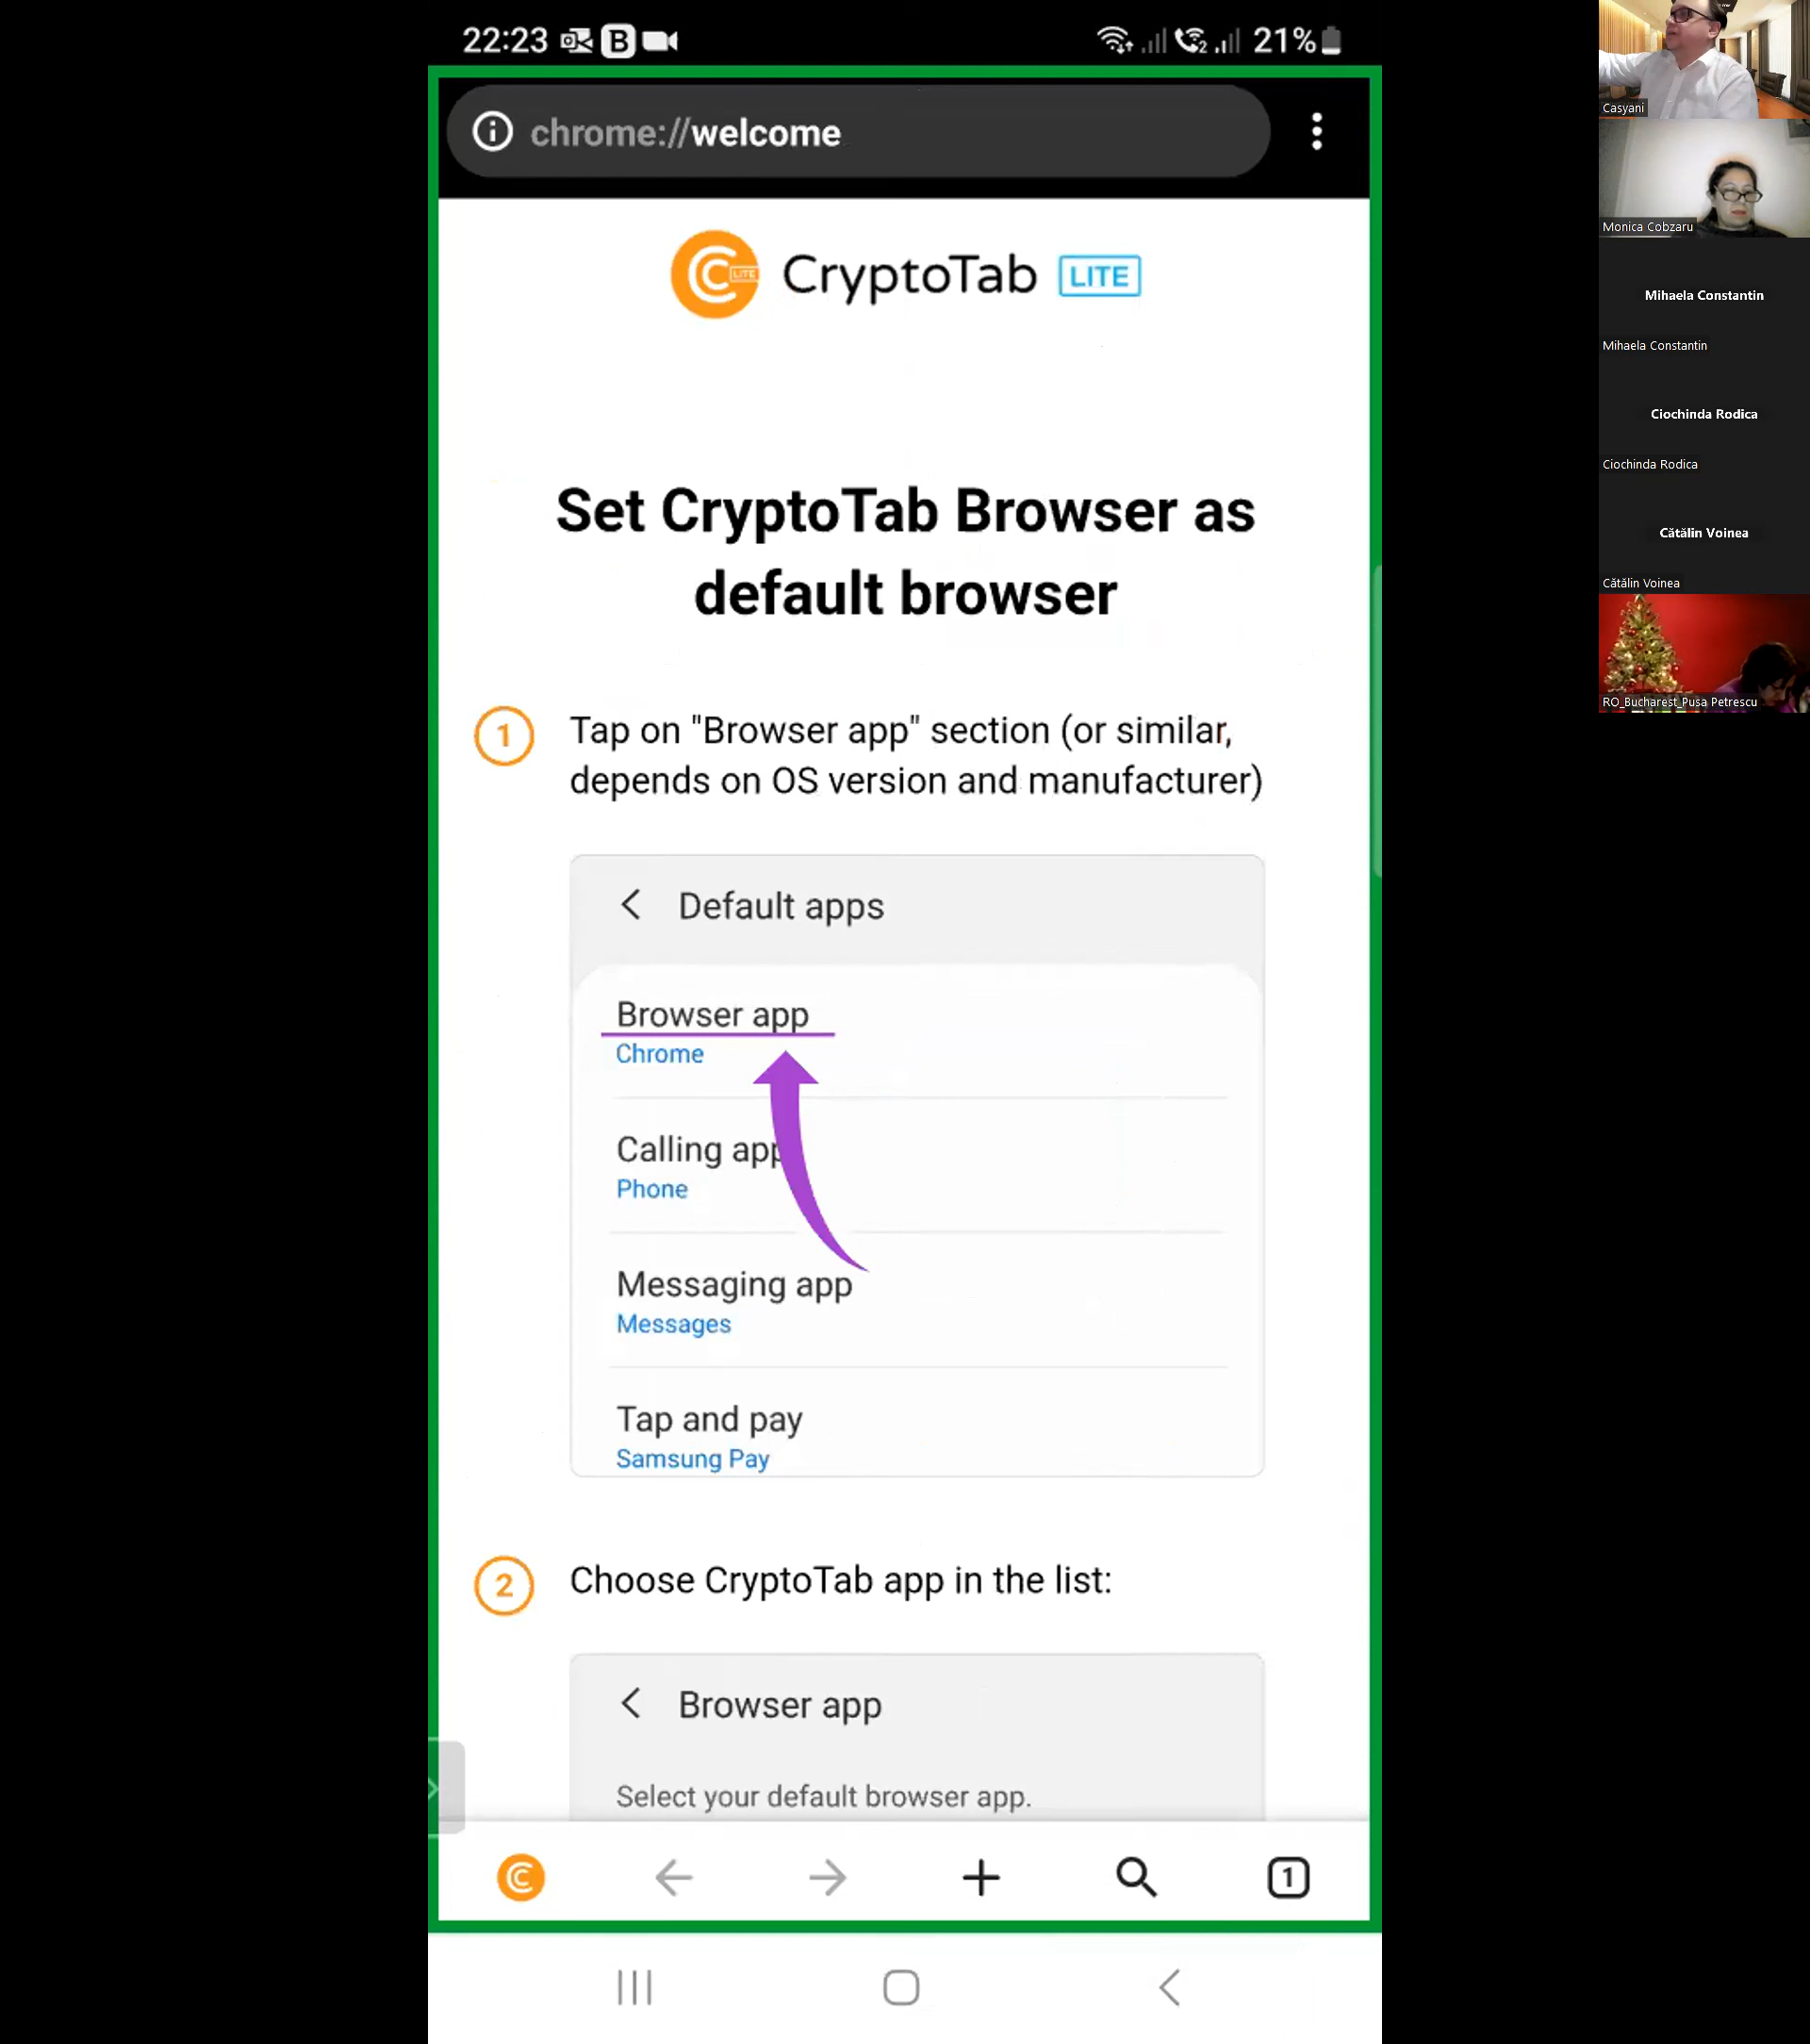 22:23
B
2
21%
chrome://welcome
CryptoTab LITE
Set CryptoTab Browser as
default browser
1
Tap on "Browser app" section (or similar,
depends on OS version and manufacturer)
Default apps
Browser app
Chrome
Calling app
Phone
Messaging app
Messages
Tap and pay
Samsung Pay
2
Choose CryptoTab app in the list:
Browser app
Select your default browser app.
1
Casyani
Monica Cobzaru
Mihaela Constantin
Mihaela Constantin
Ciochinda Rodica
Ciochinda Rodica
Cătălin Voinea
Cătălin Voinea
RO_Bucharest_Pusa Petrescu